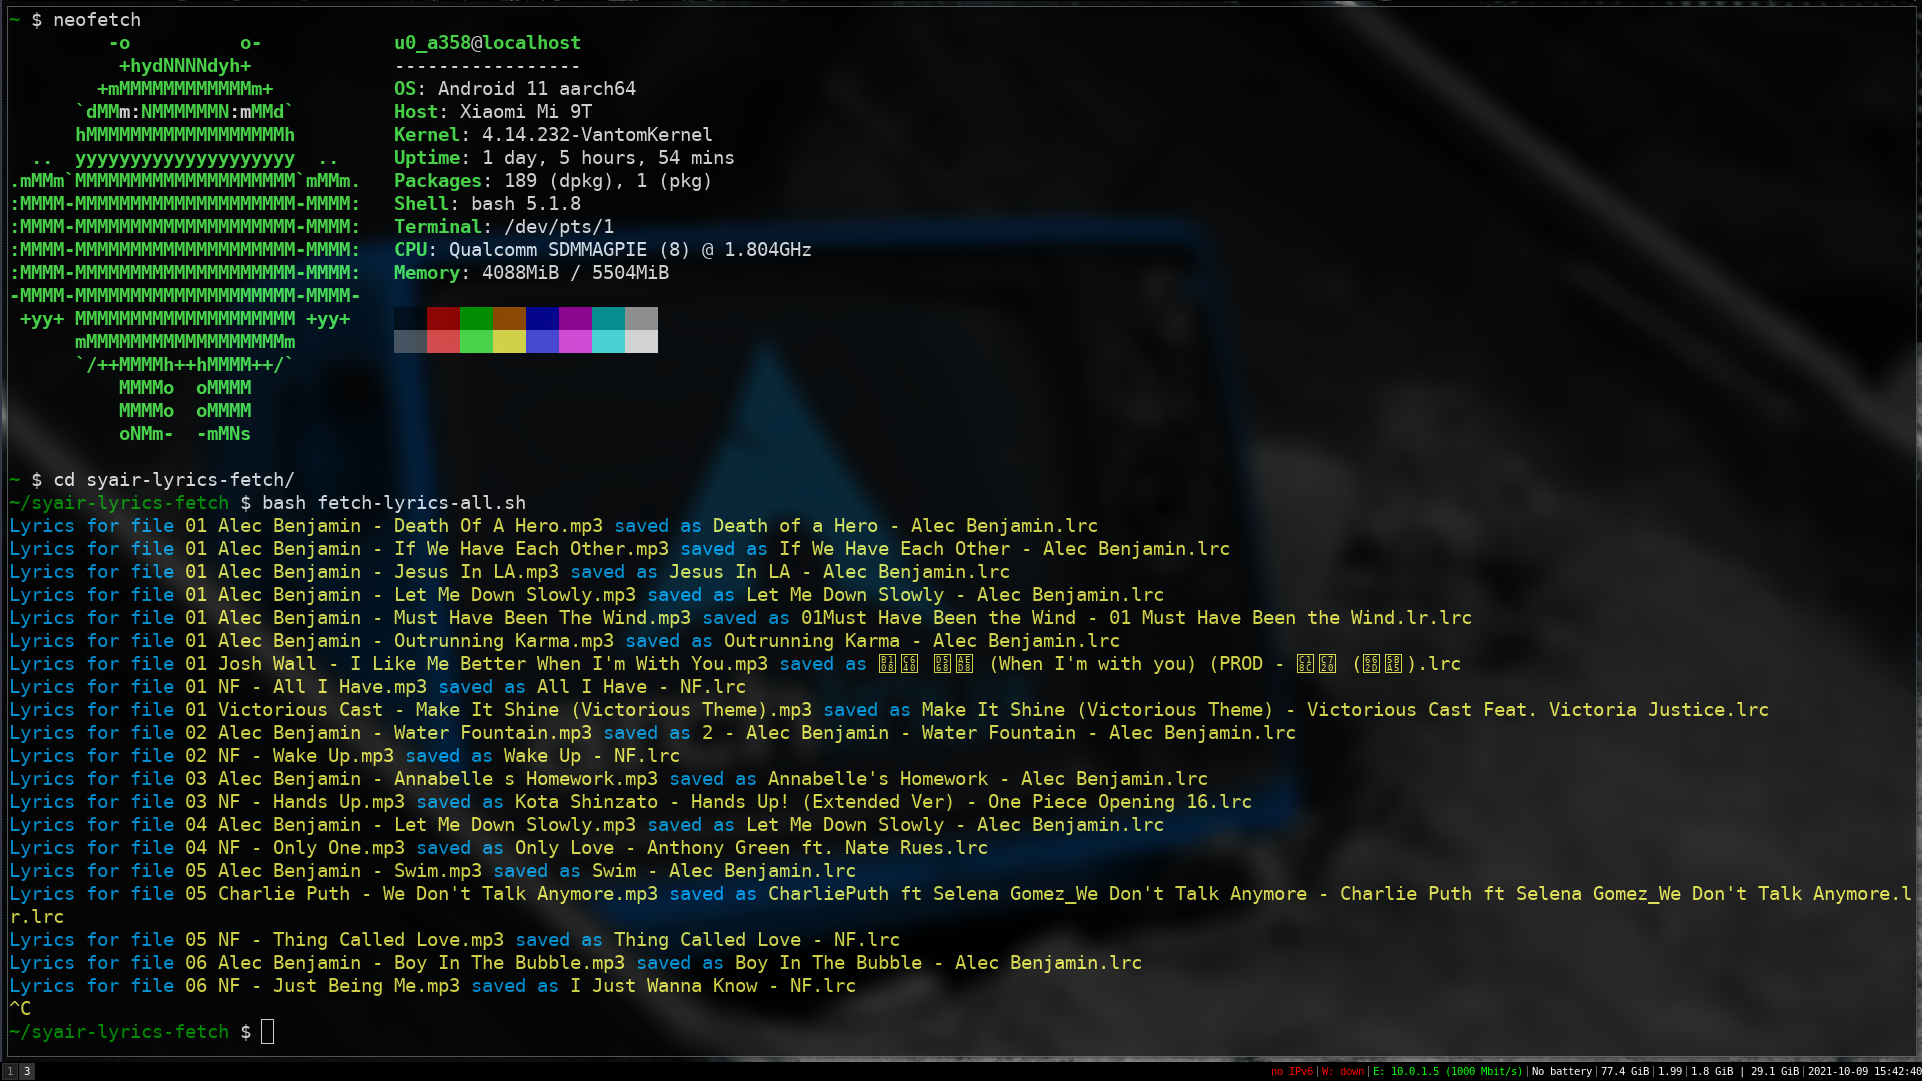 ~ $ neofetch
-o          o-
+hydNNNNdyh+
+mMMMMMMMMMMMMm+
`dMMm:NMMMMMMN:mMMd`
hMMMMMMMMMMMMMMMMMMh
..  yyyyyyyyyyyyyyyyyyyy  ..
.mMMm`MMMMMMMMMMMMMMMMMMMM`mMMm.
:MMMM-MMMMMMMMMMMMMMMMMMMM-MMMM:
:MMMM-MMMMMMMMMMMMMMMMMMMM-MMMM:
:MMMM-MMMMMMMMMMMMMMMMMMMM-MMMM:
:MMMM-MMMMMMMMMMMMMMMMMMMM-MMMM:
-MMMM-MMMMMMMMMMMMMMMMMMMM-MMMM-
+yy+ MMMMMMMMMMMMMMMMMMMM +yy+
mMMMMMMMMMMMMMMMMMMm
`/++MMMMh++hMMMM++/`
MMMMo  oMMMM
MMMMo  oMMMM
oNMm-  -mMNs
u0_a358@localhost
-----------------
OS: Android 11 aarch64
Host: Xiaomi Mi 9T
Kernel: 4.14.232-VantomKernel
Uptime: 1 day, 5 hours, 54 mins
Packages: 189 (dpkg), 1 (pkg)
Shell: bash 5.1.8
Terminal: /dev/pts/1
CPU: Qualcomm SDMMAGPIE (8) @ 1.804GHz
Memory: 4088MiB / 5504MiB
~ $ cd syair-lyrics-fetch/
~/syair-lyrics-fetch $ bash fetch-lyrics-all.sh
Lyrics for file 01 Alec Benjamin - Death Of A Hero.mp3 saved as Death of a Hero - Alec Benjamin.lrc
Lyrics for file 01 Alec Benjamin - If We Have Each Other.mp3 saved as If We Have Each Other - Alec Benjamin.lrc
Lyrics for file 01 Alec Benjamin - Jesus In LA.mp3 saved as Jesus In LA - Alec Benjamin.lrc
Lyrics for file 01 Alec Benjamin - Let Me Down Slowly.mp3 saved as Let Me Down Slowly - Alec Benjamin.lrc
Lyrics for file 01 Alec Benjamin - Must Have Been The Wind.mp3 saved as 01Must Have Been the Wind - 01 Must Have Been the Wind.lr.lrc
Lyrics for file 01 Alec Benjamin - Outrunning Karma.mp3 saved as Outrunning Karma - Alec Benjamin.lrc
Lyrics for file 01 Josh Wall - I Like Me Better When I'm With You.mp3 saved as (When I'm with you) (PROD - ( ).lrc
Lyrics for file 01 NF - All I Have.mp3 saved as All I Have - NF.lrc
Lyrics for file 01 Victorious Cast - Make It Shine (Victorious Theme).mp3 saved as Make It Shine (Victorious Theme) - Victorious Cast Feat. Victoria Justice.lrc
Lyrics for file 02 Alec Benjamin - Water Fountain.mp3 saved as 2 - Alec Benjamin - Water Fountain - Alec Benjamin.lrc
Lyrics for file 02 NF - Wake Up.mp3 saved as Wake Up - NF.lrc
Lyrics for file 03 Alec Benjamin - Annabelle s Homework.mp3 saved as Annabelle's Homework - Alec Benjamin.lrc
Lyrics for file 03 NF - Hands Up.mp3 saved as Kota Shinzato - Hands Up! (Extended Ver) - One Piece Opening 16.lrc
Lyrics for file 04 Alec Benjamin - Let Me Down Slowly.mp3 saved as Let Me Down Slowly - Alec Benjamin.lrc
Lyrics for file 04 NF - Only One.mp3 saved as Only Love - Anthony Green ft. Nate Rues.lrc
Lyrics for file 05 Alec Benjamin - Swim.mp3 saved as Swim - Alec Benjamin.lrc
Lyrics for file 05 Charlie Puth - We Don't Talk Anymore.mp3 saved as CharliePuth ft Selena Gomez_We Don't Talk Anymore - Charlie Puth ft Selena Gomez_We Don't Talk Anymore.l
r.lrc
Lyrics for file 05 NF - Thing Called Love.mp3 saved as Thing Called Love - NF.lrc
Lyrics for file 06 Alec Benjamin - Boy In The Bubble.mp3 saved as Boy In The Bubble - Alec Benjamin.lrc
Lyrics for file 06 NF - Just Being Me.mp3 saved as I Just Wanna Know - NF.lrc
^C
~/syair-lyrics-fetch $
1 3
no IPv6|W: down|E: 10.0.1.5 (1000 Mbit/s)|No battery|77.4 GiB|1.99|1.8 GiB | 29.1 GiB|2021-10-09 15:42:40